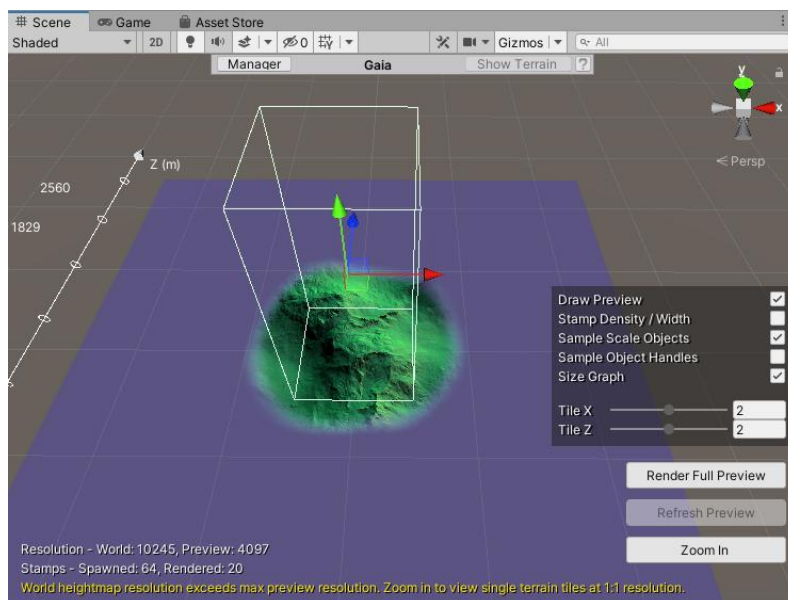 Scene Game Asset Store
Shaded 2D 0 Gizmos All
Manager Gaia Show Terrain ?
y
x
Z (m)
Persp
2560
1829
Draw Preview
Stamp Density / Width
Sample Scale Objects
Sample Object Handles
Size Graph
Tile X 2
Tile Z 2
Render Full Preview
Refresh Preview
Zoom In
Resolution - World: 10245, Preview: 4097
Stamps - Spawned: 64, Rendered: 20
World heightmap resolution exceeds max preview resolution. Zoom in to view single terrain tiles at 1:1 resolution.